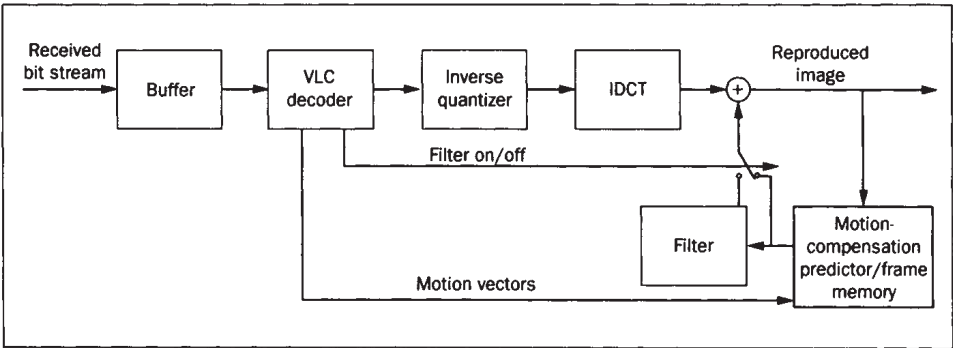 Received
bit stream
Buffer
VLC
decoder
Inverse
quantizer
IDCT
+
Reproduced
image
Filter on/off
Filter
Motion-
compensation
predictor/frame
memory
Motion vectors